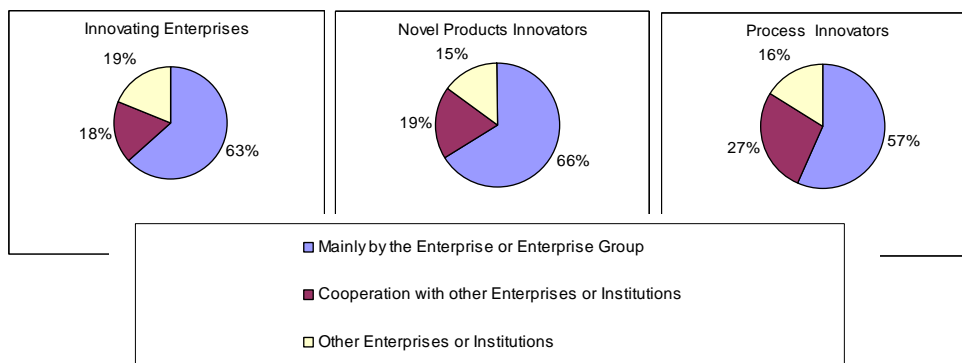 Innovating Enterprises
19%
18%
63%
Novel Products Innovators
15%
19%
66%
Process Innovators
16%
27%
57%
Mainly by the Enterprise or Enterprise Group
Cooperation with other Enterprises or Institutions
Other Enterprises or Institutions